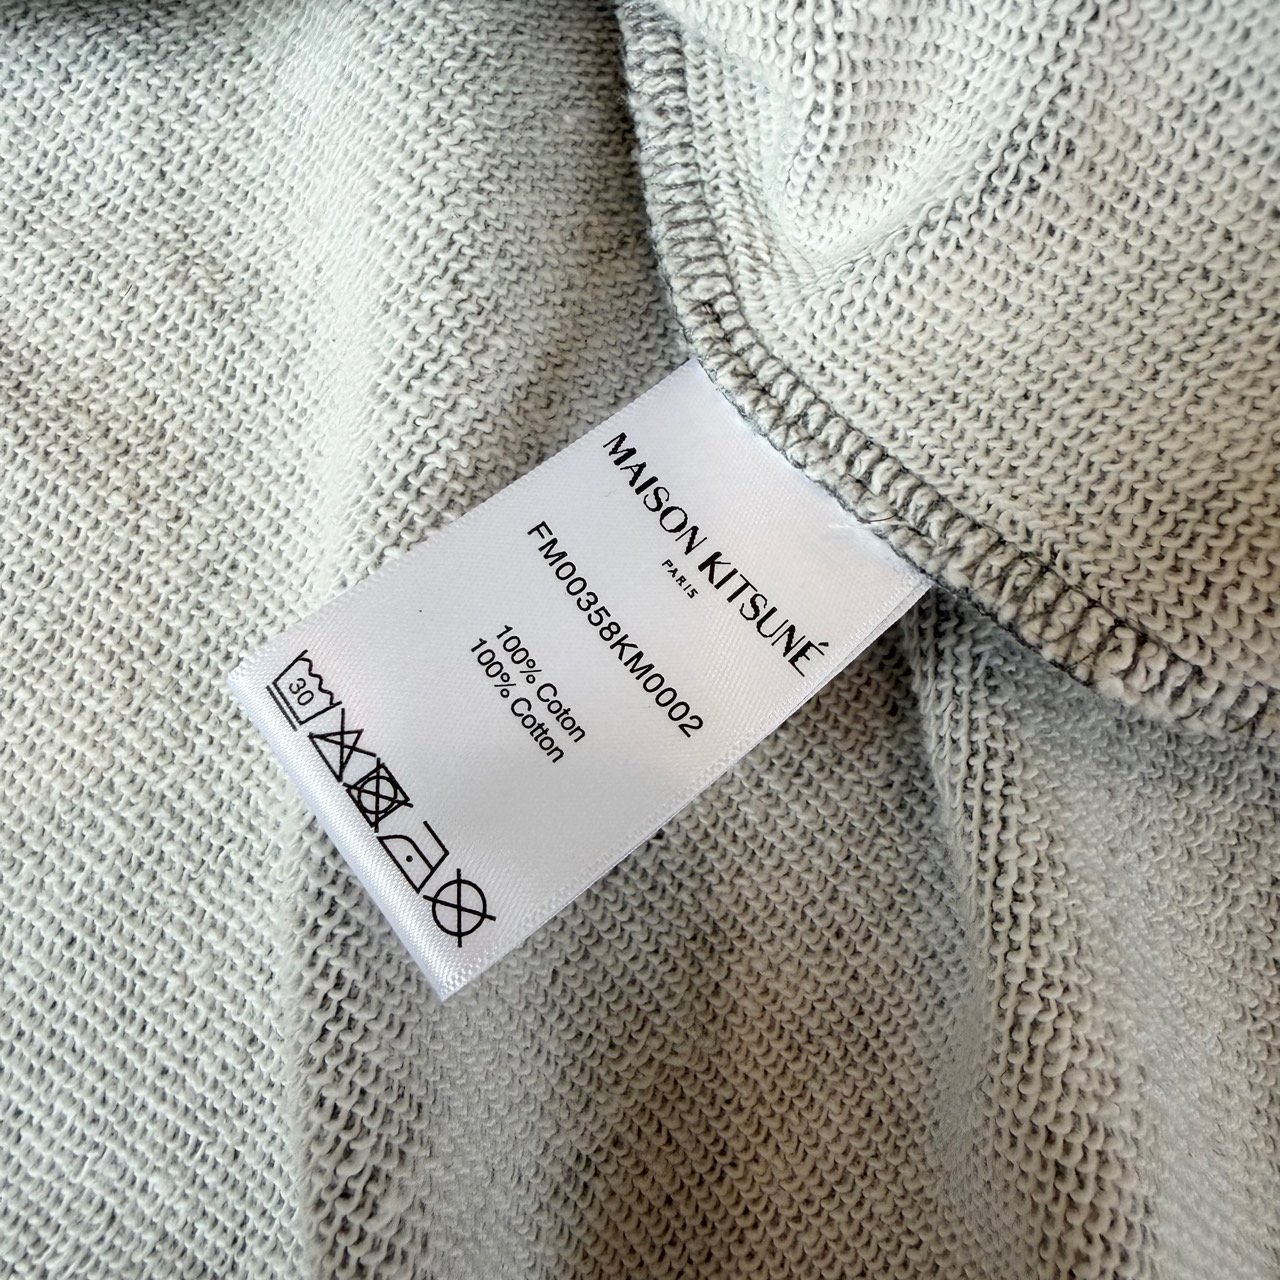 MAISON KITSUNÉ
PARIS
FM00358KM0002
100% Coton
100% Cotton
30